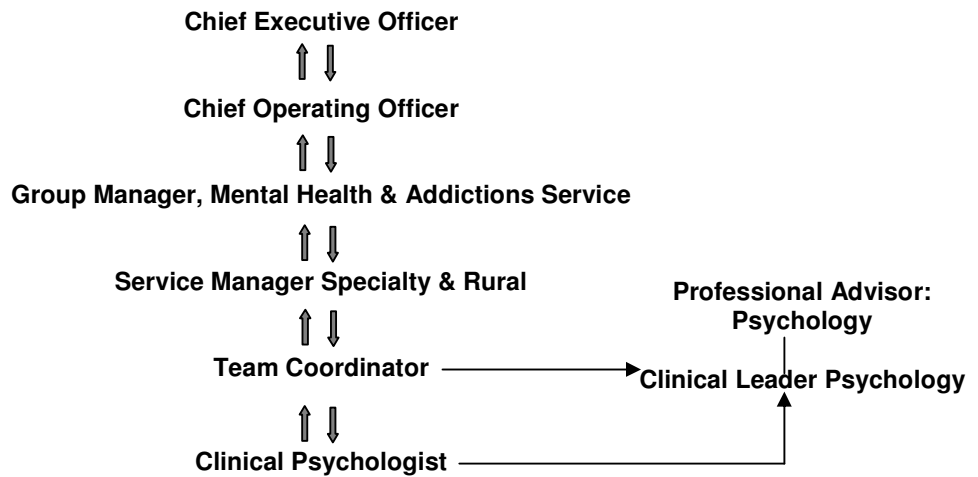 Chief Executive Officer
Chief Operating Officer
Group Manager, Mental Health & Addictions Service
Service Manager Specialty & Rural
Professional Advisor:
Psychology
Team Coordinator
Clinical Leader Psychology
Clinical Psychologist